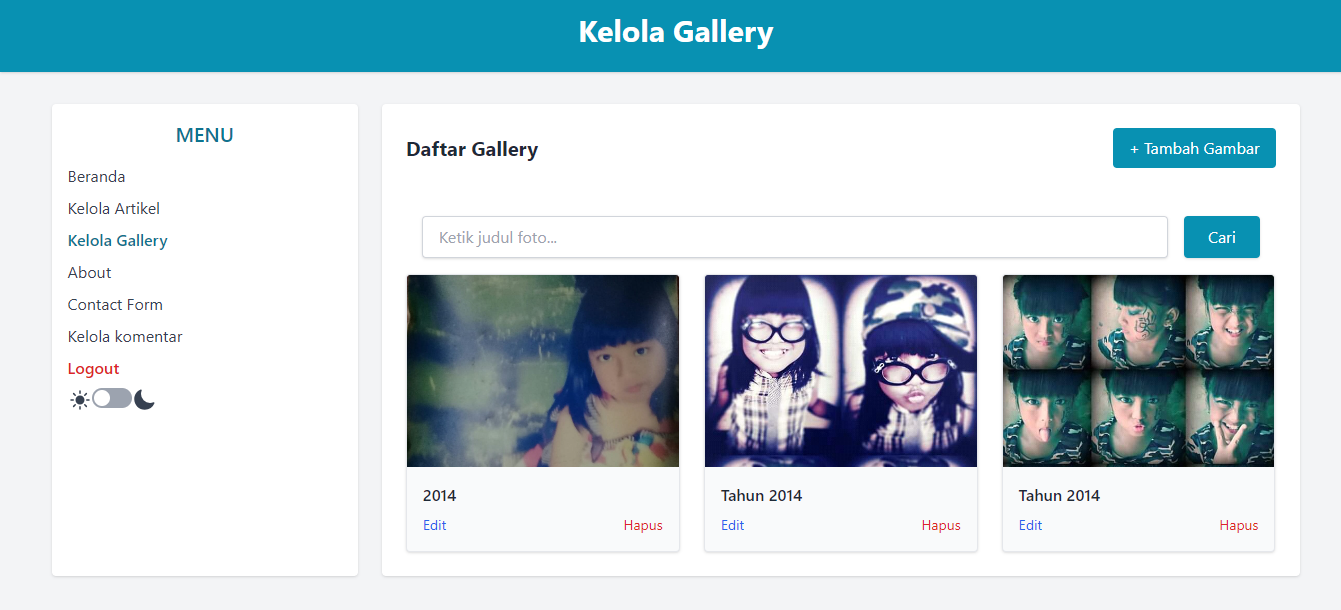 Kelola Gallery
MENU
Beranda
Kelola Artikel
Kelola Gallery
About
Contact Form
Kelola komentar
Logout
Daftar Gallery
+ Tambah Gambar
Ketik judul foto...
Cari
2014
Edit
Hapus
Tahun 2014
Edit
Hapus
Tahun 2014
Edit
Hapus